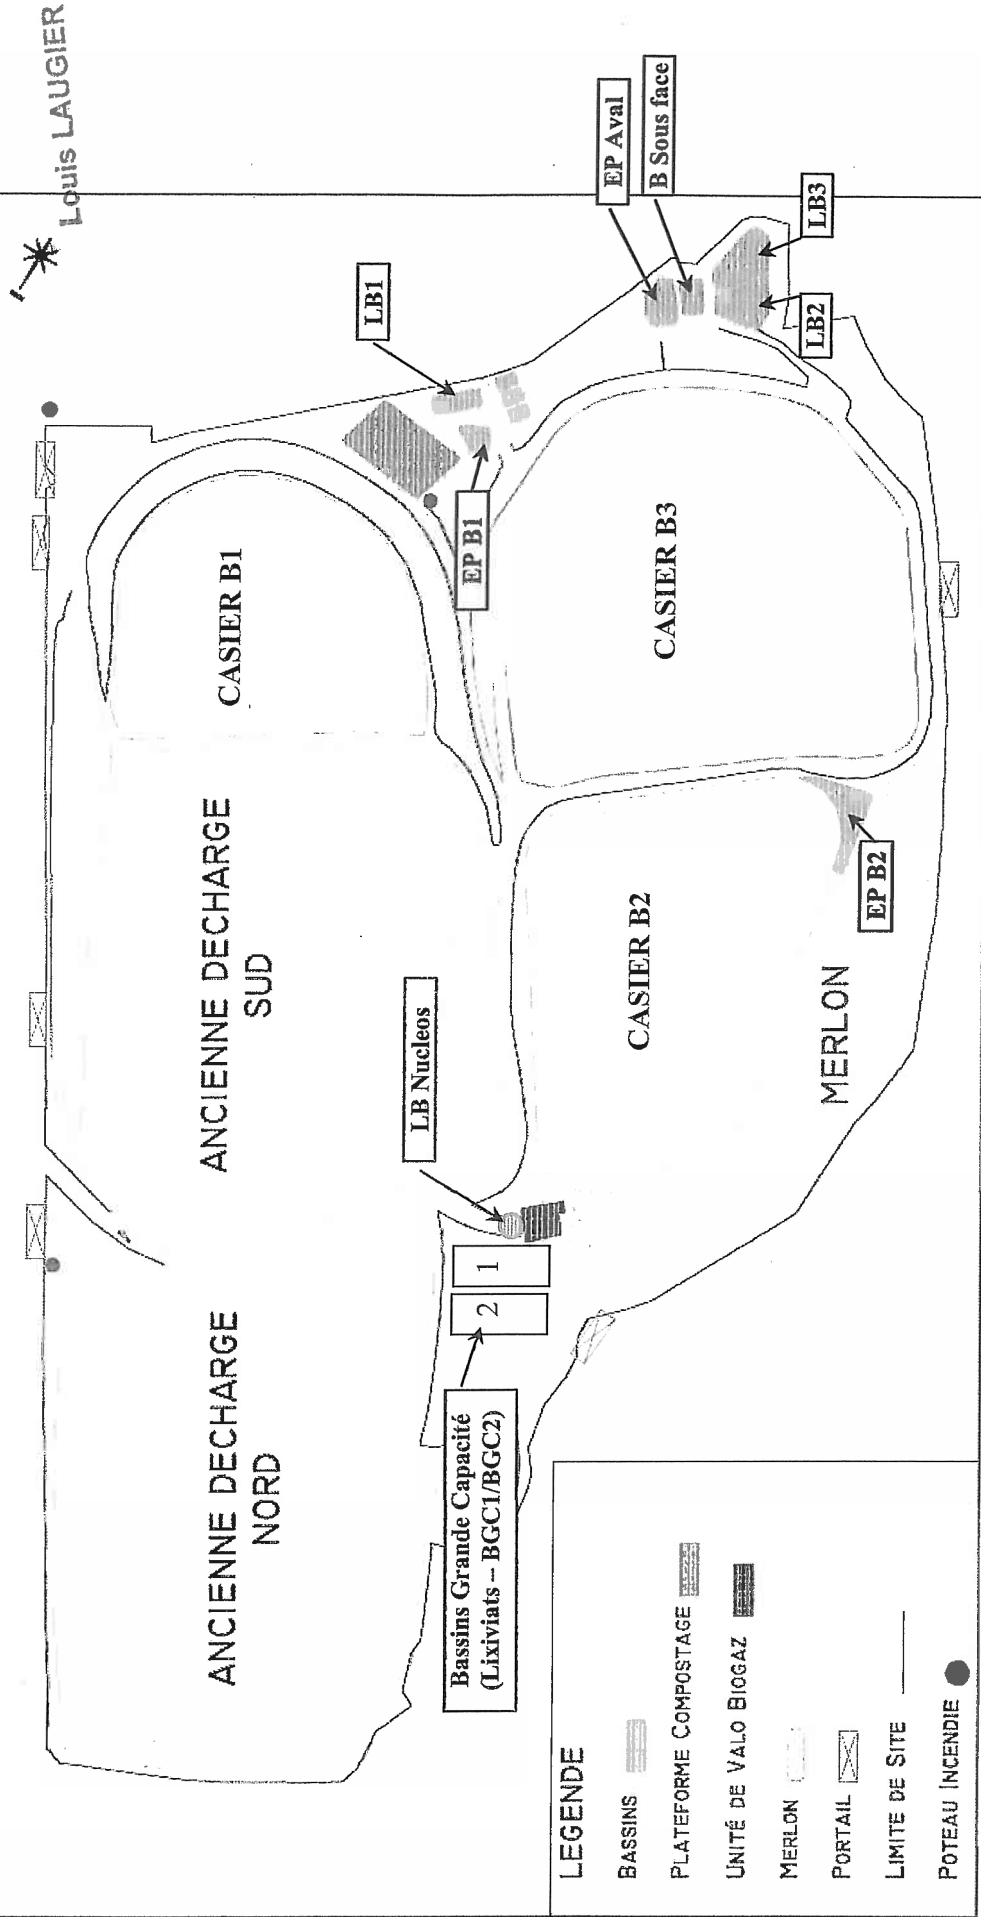 Louis LAUGIER
ANCIENNE DECHARGE
NORD
ANCIENNE DECHARGE
SUD
CASIER B1
LB1
EP B1
EP Aval
B Sous face
LB2
LB3
CASIER B3
CASIER B2
EP B2
MERLON
LB Nucleos
1
2
Bassins Grande Capacité
(Lixiviats – BGC1/BGC2)
LEGENDE
BASSINS
PLATEFORME COMPOSTAGE
UNITÉ DE VALO BIOGAZ
MERLON
PORTAIL
LIMITE DE SITE
POTEAU INCENDIE